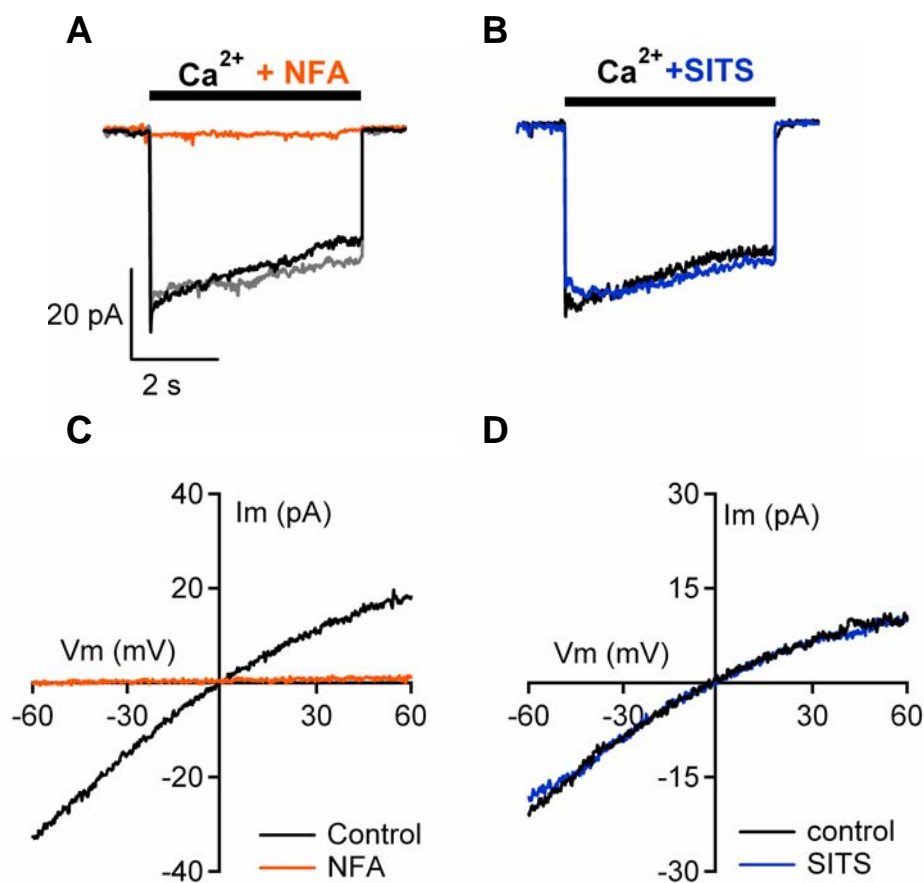 A
B
Ca²⁺ + NFA
Ca²⁺ +SITS
20 pA
2 s
C
D
40
Im (pA)
20
Vm (mV)
-60
-30
30
60
-20
-40
Control
NFA
30
Im (pA)
15
Vm (mV)
-60
-30
30
60
-15
-30
control
SITS